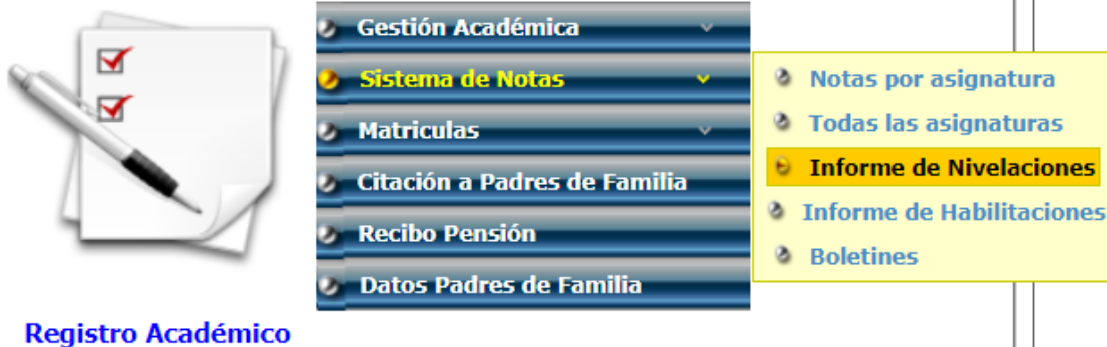 Gestión Académica
Sistema de Notas
Matriculas
Citación a Padres de Familia
Recibo Pensión
Datos Padres de Familia
Notas por asignatura
Todas las asignaturas
Informe de Nivelaciones
Informe de Habilitaciones
Boletines
Registro Académico